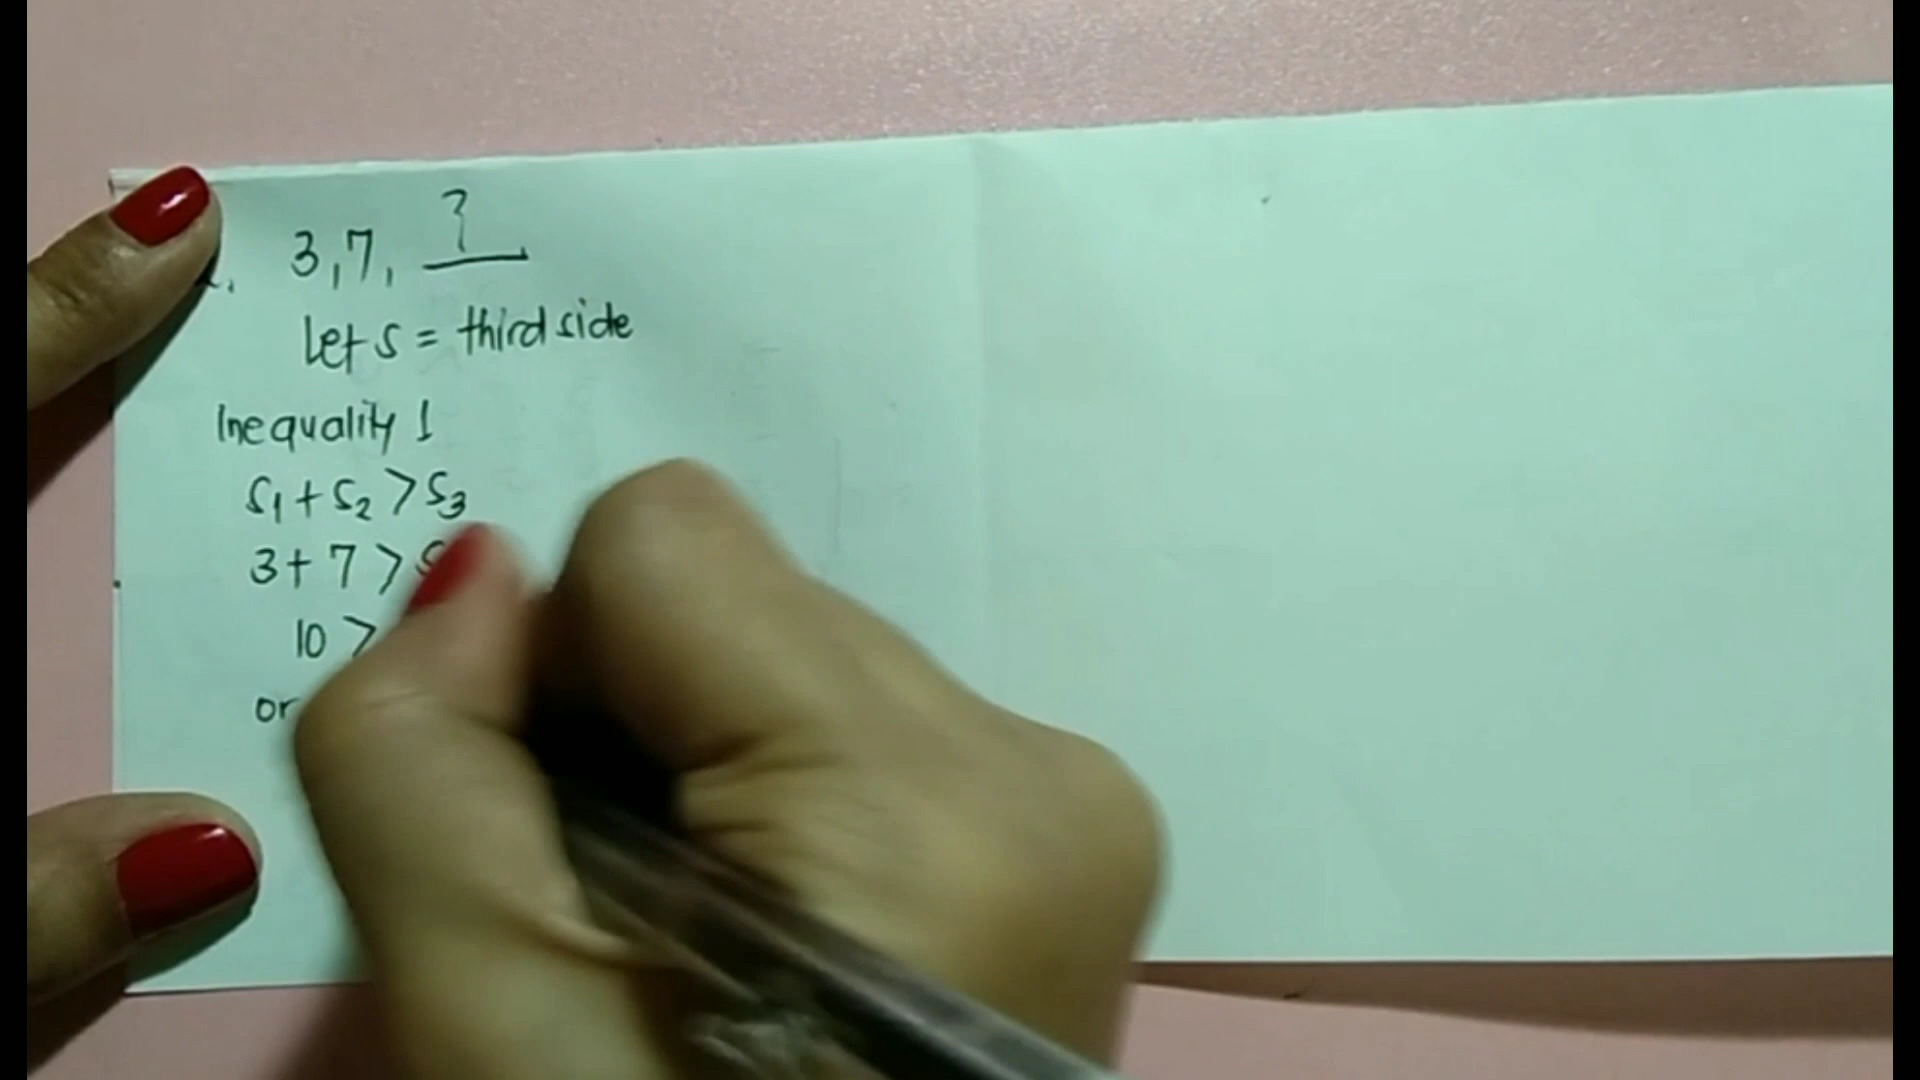 3, 7, ?
Let s = third side
Inequality 1
S₁ + S₂ > S₃
3 + 7 > S
10 >
or